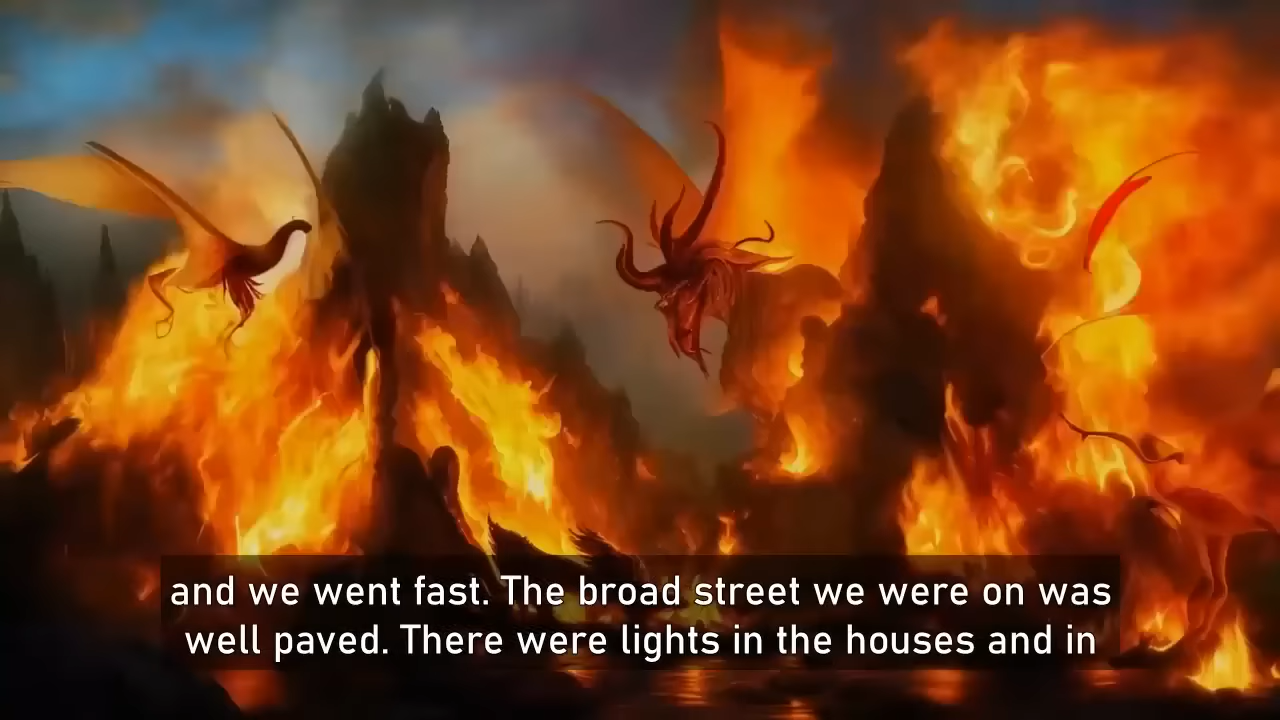 and we went fast. The broad street we were on was
well paved. There were lights in the houses and in